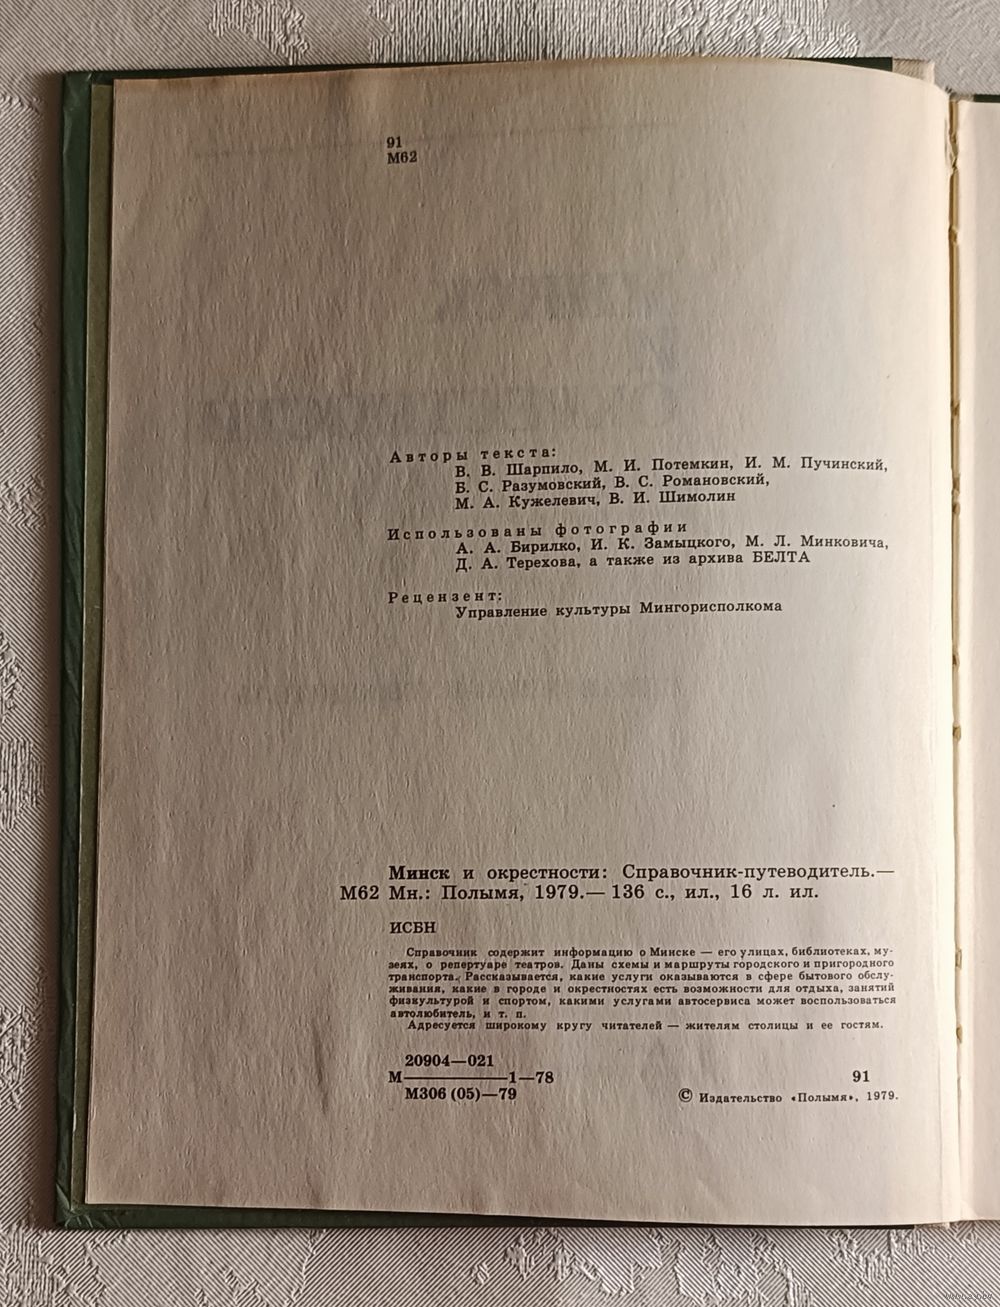 91
М62
Авторы текста:
В. В. Шарпило, М. И. Потемкин, И. М. Пучинский,
Б. С. Разумовский, В. С. Романовский,
М. А. Кужелевич, В. И. Шимолин
Использованы фотографии
А. А. Бирилко, И. К. Замыцкого, М. Л. Минковича,
Д. А. Терехова, а также из архива БЕЛТА
Рецензент:
Управление культуры Мингорисполкома
Минск и окрестности: Справочник-путеводитель.—
М62 Мн.: Полымя, 1979.— 136 с., ил., 16 л. ил.
ИСБН
Справочник содержит информацию о Минске — его улицах, библиотеках, му-
зеях, о репертуаре театров. Даны схемы и маршруты городского и пригородного
транспорта. Рассказывается, какие услуги оказываются в сфере бытового обслу-
живания, какие в городе и окрестностях есть возможности для отдыха, занятий
физкультурой и спортом, какими услугами автосервиса может воспользоваться
автолюбитель, и т. п.
Адресуется широкому кругу читателей — жителям столицы и ее гостям.
20904—021
М————1—78
М306 (05)—79
91
© Издательство «Полымя», 1979.